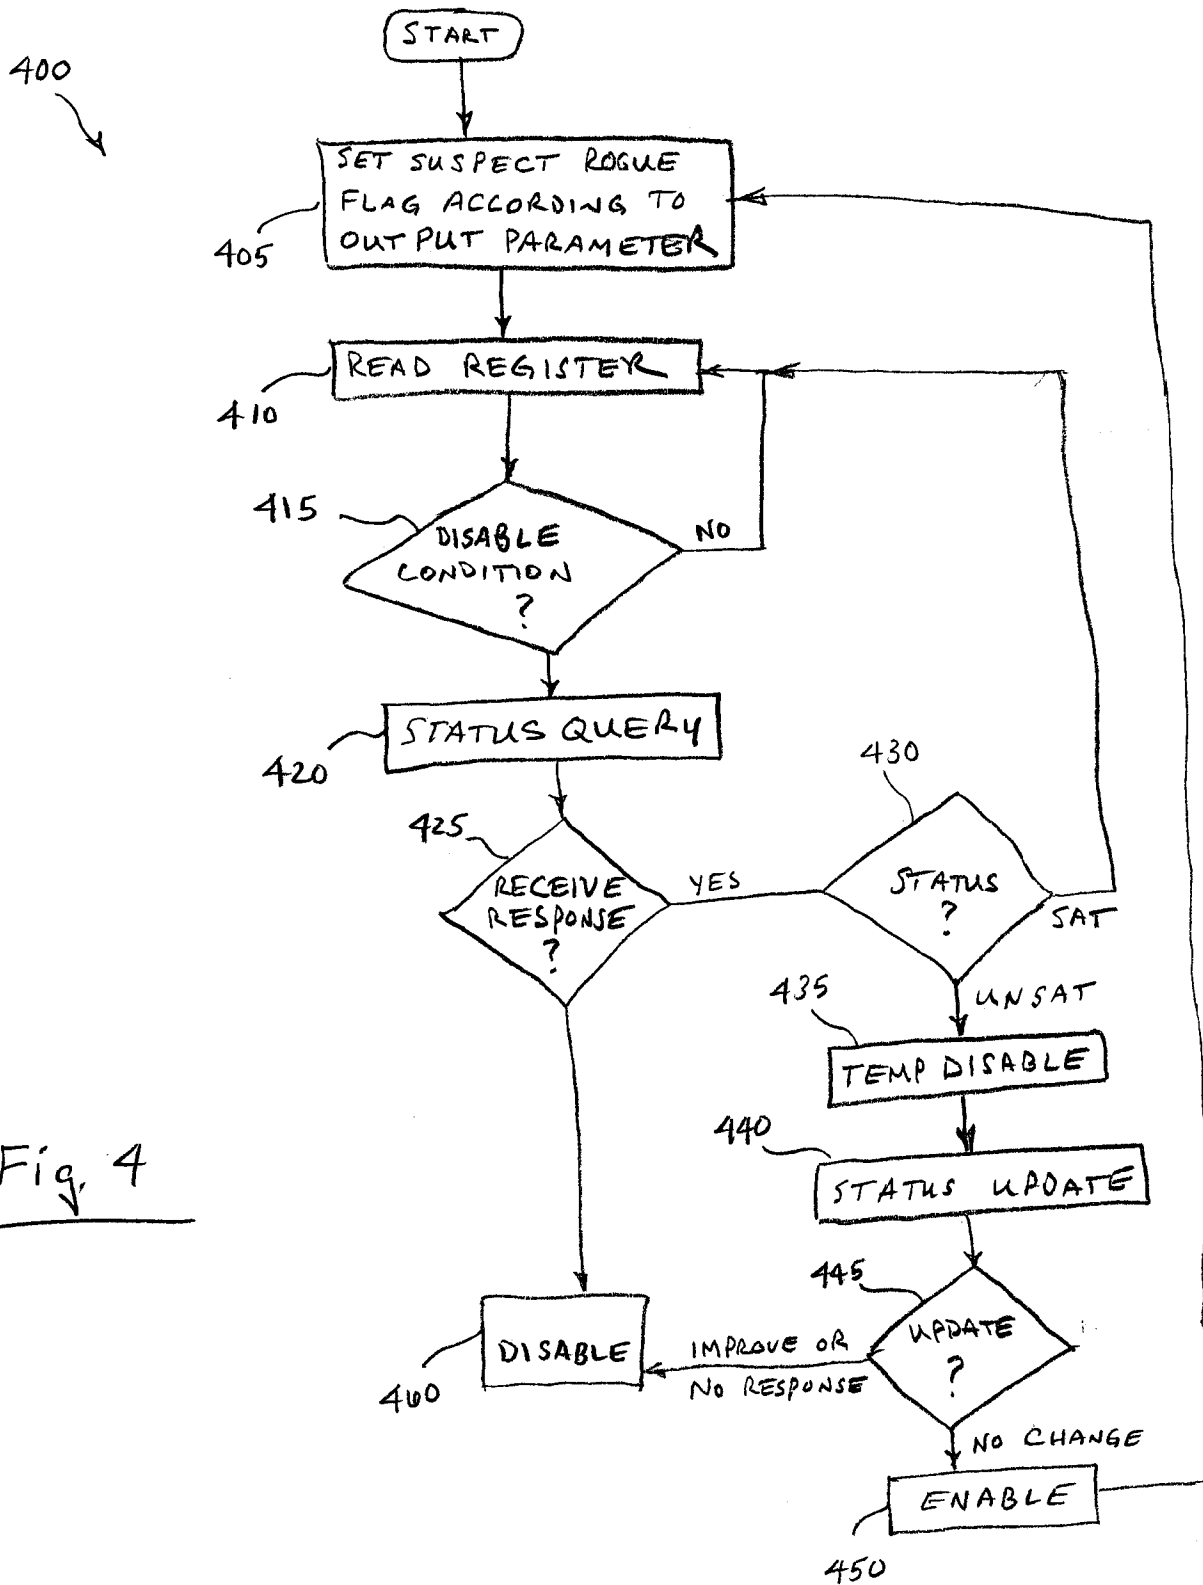 START
400
SET SUSPECT ROGUE
FLAG ACCORDING TO
OUTPUT PARAMETER
405
READ REGISTER
410
415
DISABLE
CONDITION
?
NO
STATUS QUERY
420
430
425
RECEIVE
RESPONSE
?
YES
STATUS
?
SAT
435
UNSAT
TEMP DISABLE
440
STATUS UPDATE
Fig. 4
445
UPDATE
?
DISABLE
IMPROVE OR
NO RESPONSE
460
NO CHANGE
ENABLE
450